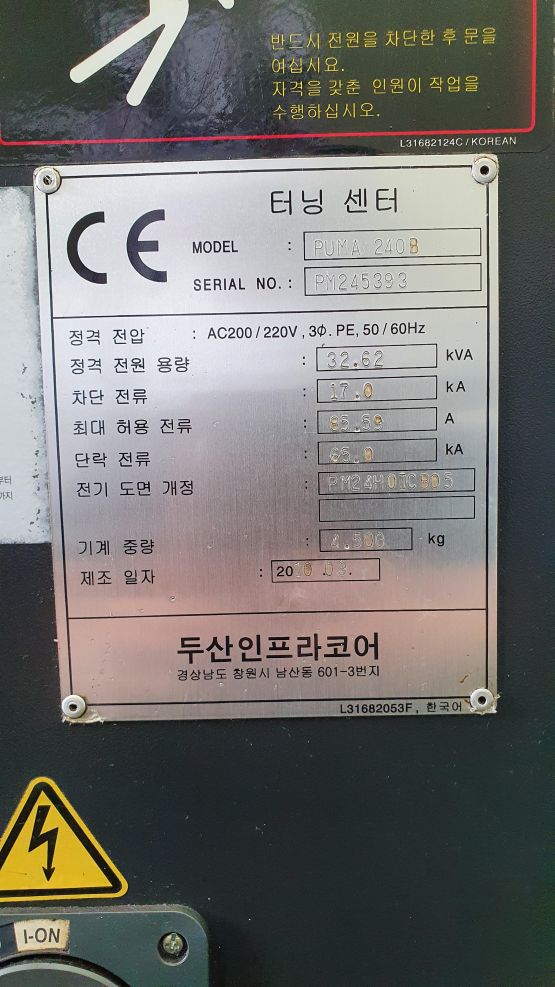 반드시 전원을 차단한 후 문을
여십시요.
자격을 갖춘 인원이 작업을
수행하십시오.
L31682124C / KOREAN
터닝 센터
CE
MODEL : PUMA 240B
SERIAL NO. : PM245393
정격 전압 : AC200 / 220V , 3Ф. PE, 50 / 60Hz
정격 전원 용량 : 32.62 kVA
차단 전류 : 17.0 kA
최대 허용 전류 : 85.59 A
단락 전류 : 65.0 kA
전기 도면 개정 :
기계 중량 : 4.500 kg
제조 일자 : 2010.03.
두산인프라코어
경상남도 창원시 남산동 601-3번지
L31682053F , 한국어
부터
까지
I-ON